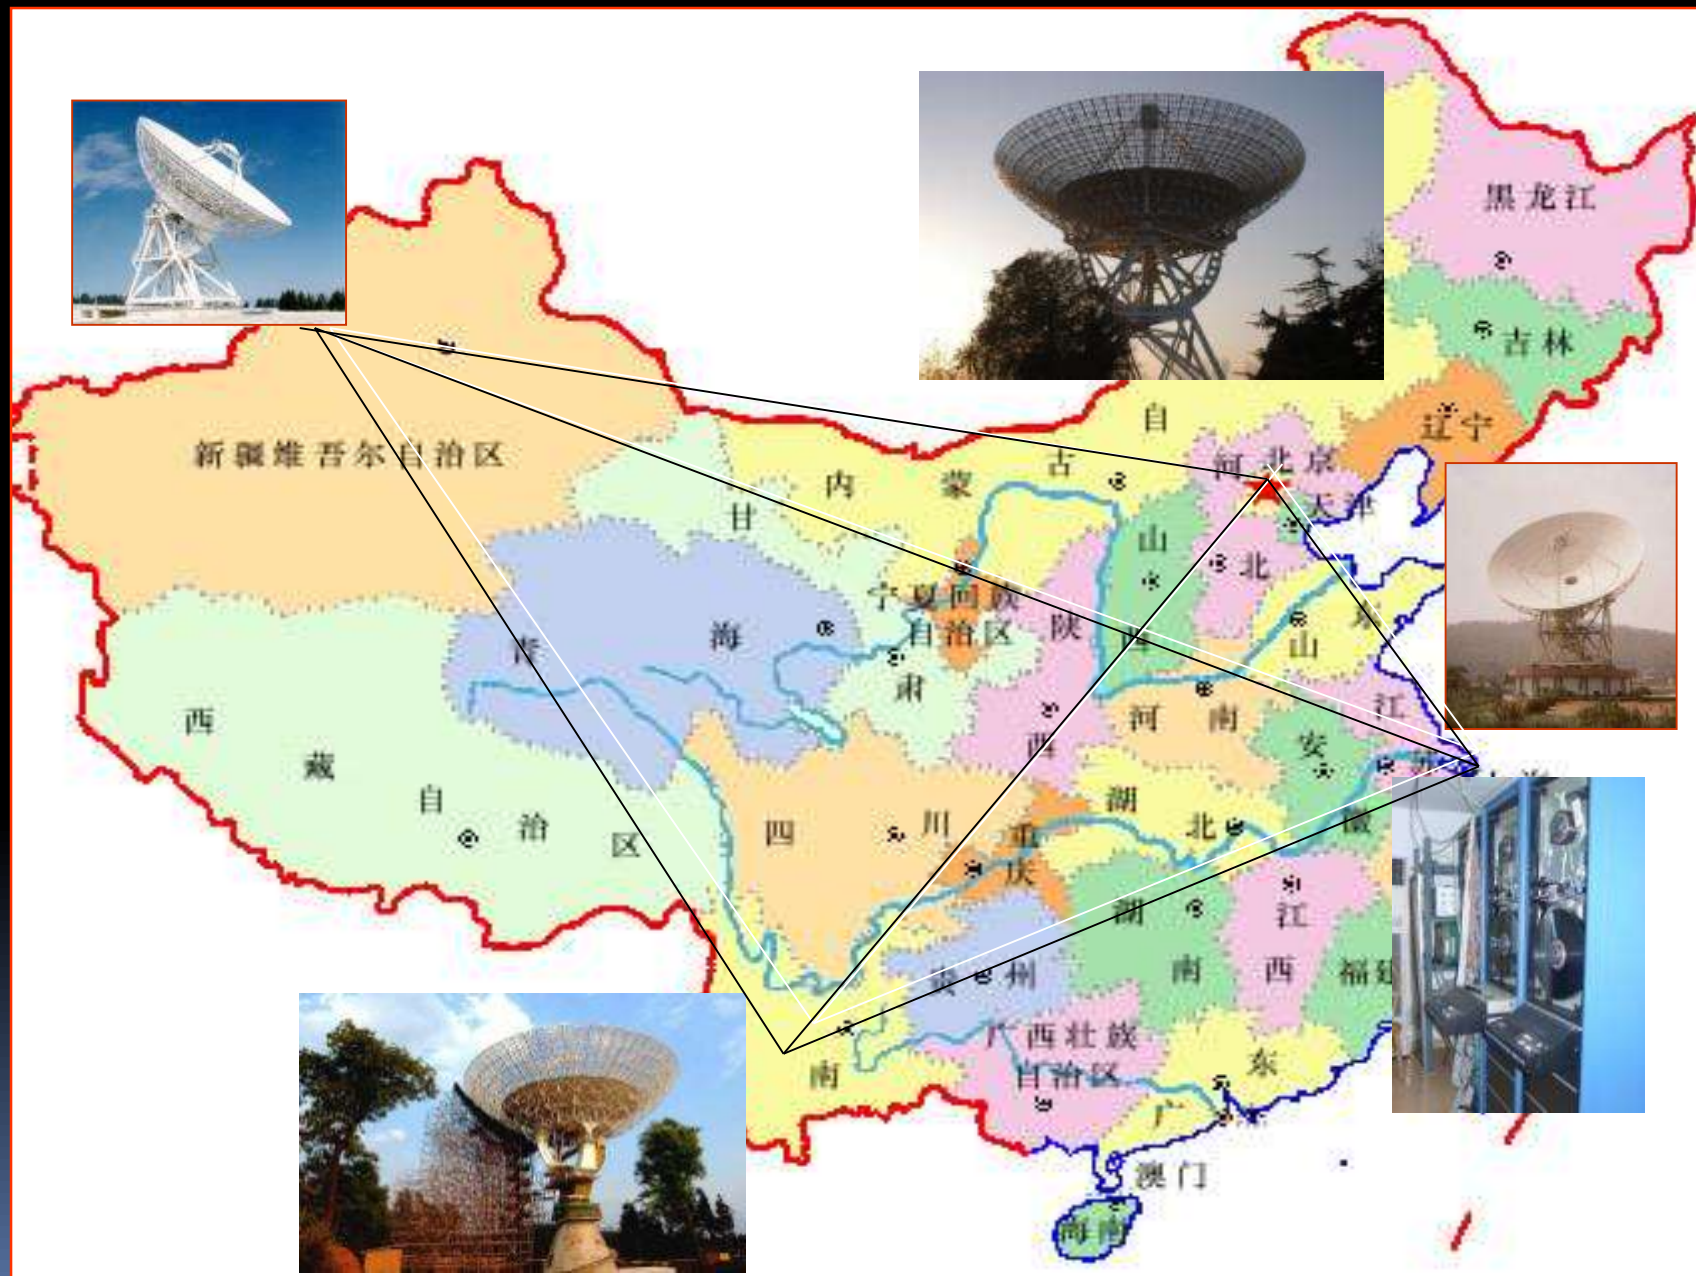 黑龙江
吉林
辽宁
新疆维吾尔自治区
内
蒙
古
自
河
北京
天津
北
甘
肃
宁夏回族
自治区
山
西
陕
西
山
东
青
海
西
藏
自
治
区
四
川
重
庆
河
南
江
苏
安
徽
湖
北
湖
南
江
西
福建
贵
州
南
广西壮族
自治区
广
东
澳门
海南